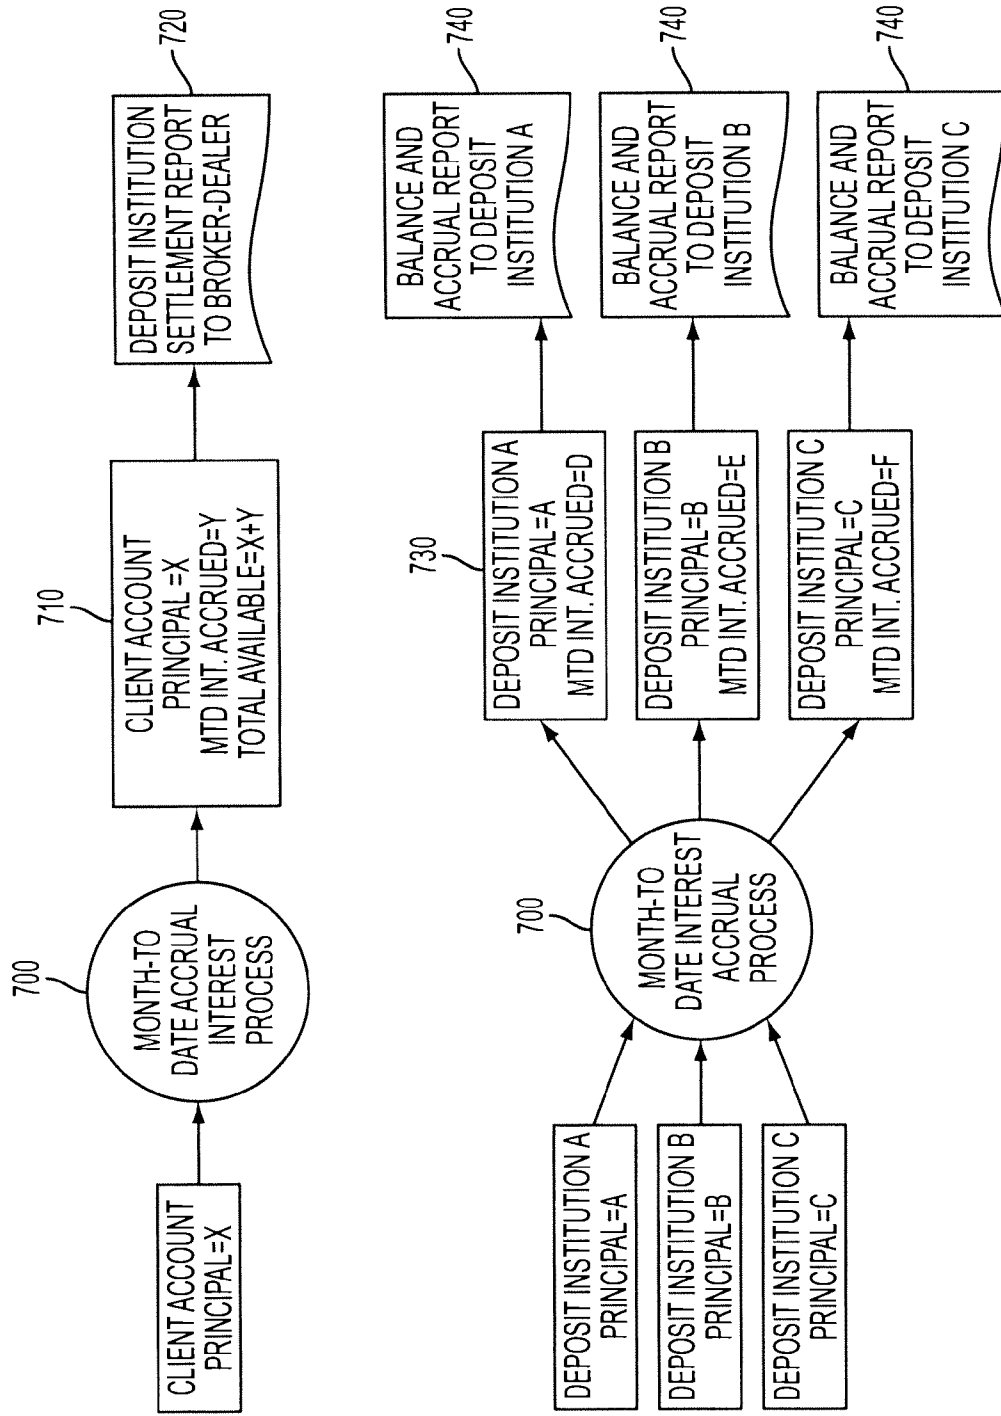 CLIENT ACCOUNT
PRINCIPAL=X
700
MONTH-TO
DATE ACCRUAL
INTEREST
PROCESS
710
CLIENT ACCOUNT
PRINCIPAL =X
MTD INT. ACCRUED=Y
TOTAL AVAILABLE=X+Y
720
DEPOSIT INSTITUTION
SETTLEMENT REPORT
TO BROKER-DEALER
DEPOSIT INSTITUTION A
PRINCIPAL=A
DEPOSIT INSTITUTION B
PRINCIPAL=B
DEPOSIT INSTITUTION C
PRINCIPAL=C
700
MONTH-TO
DATE INTEREST
ACCRUAL
PROCESS
730
DEPOSIT INSTITUTION A
PRINCIPAL=A
MTD INT. ACCRUED=D
DEPOSIT INSTITUTION B
PRINCIPAL=B
MTD INT. ACCRUED=E
DEPOSIT INSTITUTION C
PRINCIPAL=C
MTD INT. ACCRUED=F
740
BALANCE AND
ACCRUAL REPORT
TO DEPOSIT
INSTITUTION A
740
BALANCE AND
ACCRUAL REPORT
TO DEPOSIT
INSTITUTION B
740
BALANCE AND
ACCRUAL REPORT
TO DEPOSIT
INSTITUTION C